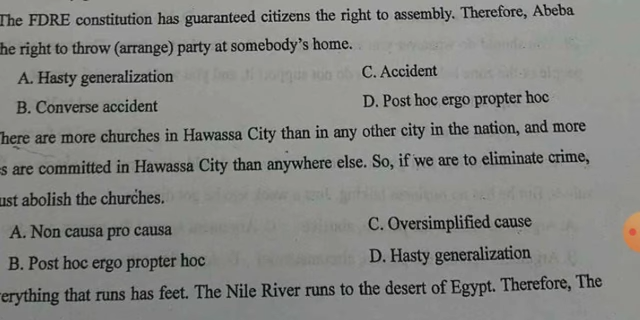 The FDRE constitution has guaranteed citizens the right to assembly. Therefore, Abeba
he right to throw (arrange) party at somebody's home.
A. Hasty generalization C. Accident
B. Converse accident D. Post hoc ergo propter hoc
here are more churches in Hawassa City than in any other city in the nation, and more
s are committed in Hawassa City than anywhere else. So, if we are to eliminate crime,
ust abolish the churches.
A. Non causa pro causa C. Oversimplified cause
B. Post hoc ergo propter hoc D. Hasty generalization
erything that runs has feet. The Nile River runs to the desert of Egypt. Therefore, The